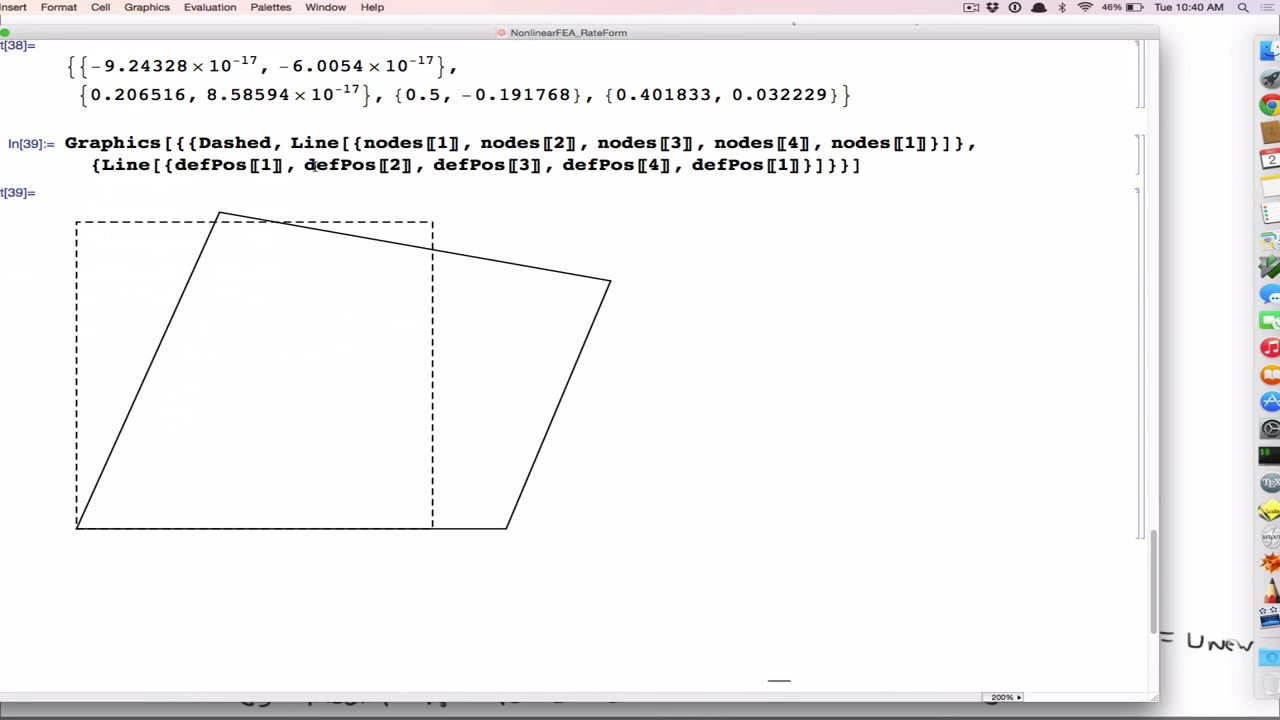 nsert Format Cell Graphics Evaluation Palettes Window Help 46% Tue 10:40 AM
NonlinearFEA_RateForm
t[38]=
{{-9.24328×10^-17, -6.0054×10^-17},
{0.206516, 8.58594×10^-17}, {0.5, -0.191768}, {0.401833, 0.032229}}
In[39]:= Graphics[{{Dashed, Line[{nodes〚1〛, nodes〚2〛, nodes〚3〛, nodes〚4〛, nodes〚1〛}]},
{Line[{defPos〚1〛, defPos〚2〛, defPos〚3〛, defPos〚4〛, defPos〚1〛}]}}]
t[39]=
= Unew
200%